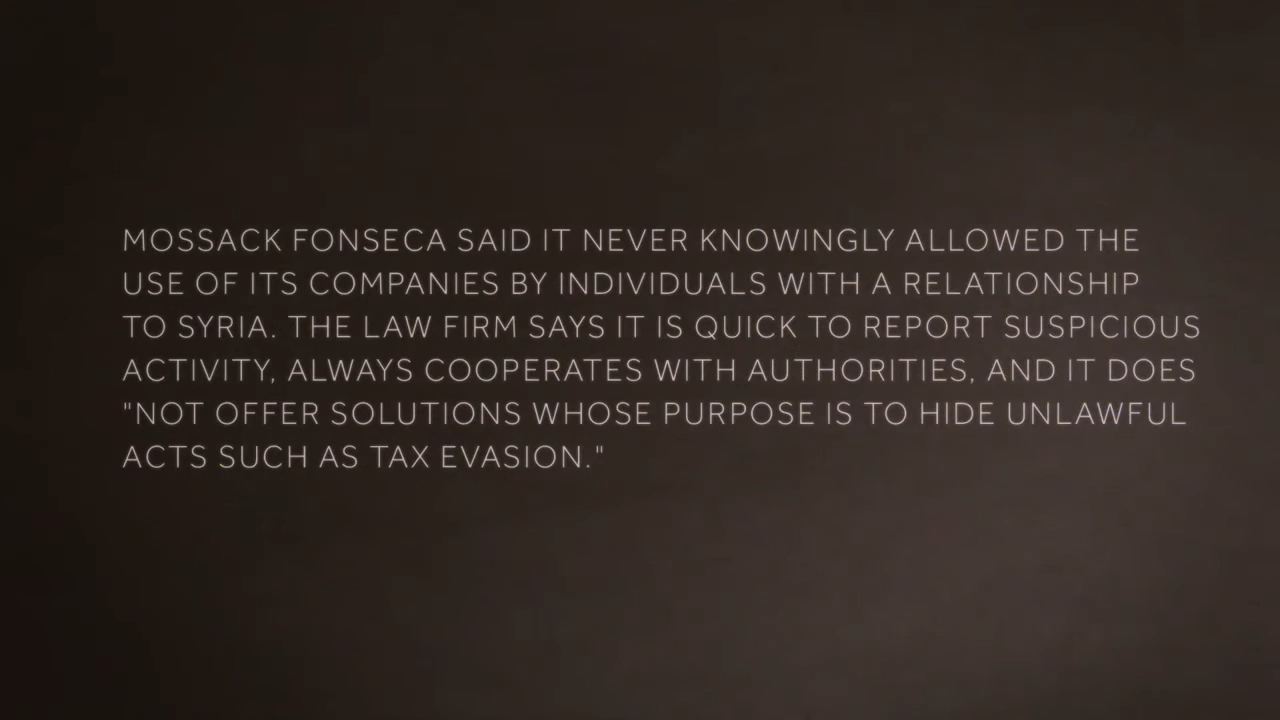 MOSSACK FONSECA SAID IT NEVER KNOWINGLY ALLOWED THE
USE OF ITS COMPANIES BY INDIVIDUALS WITH A RELATIONSHIP
TO SYRIA. THE LAW FIRM SAYS IT IS QUICK TO REPORT SUSPICIOUS
ACTIVITY, ALWAYS COOPERATES WITH AUTHORITIES, AND IT DOES
"NOT OFFER SOLUTIONS WHOSE PURPOSE IS TO HIDE UNLAWFUL
ACTS SUCH AS TAX EVASION."